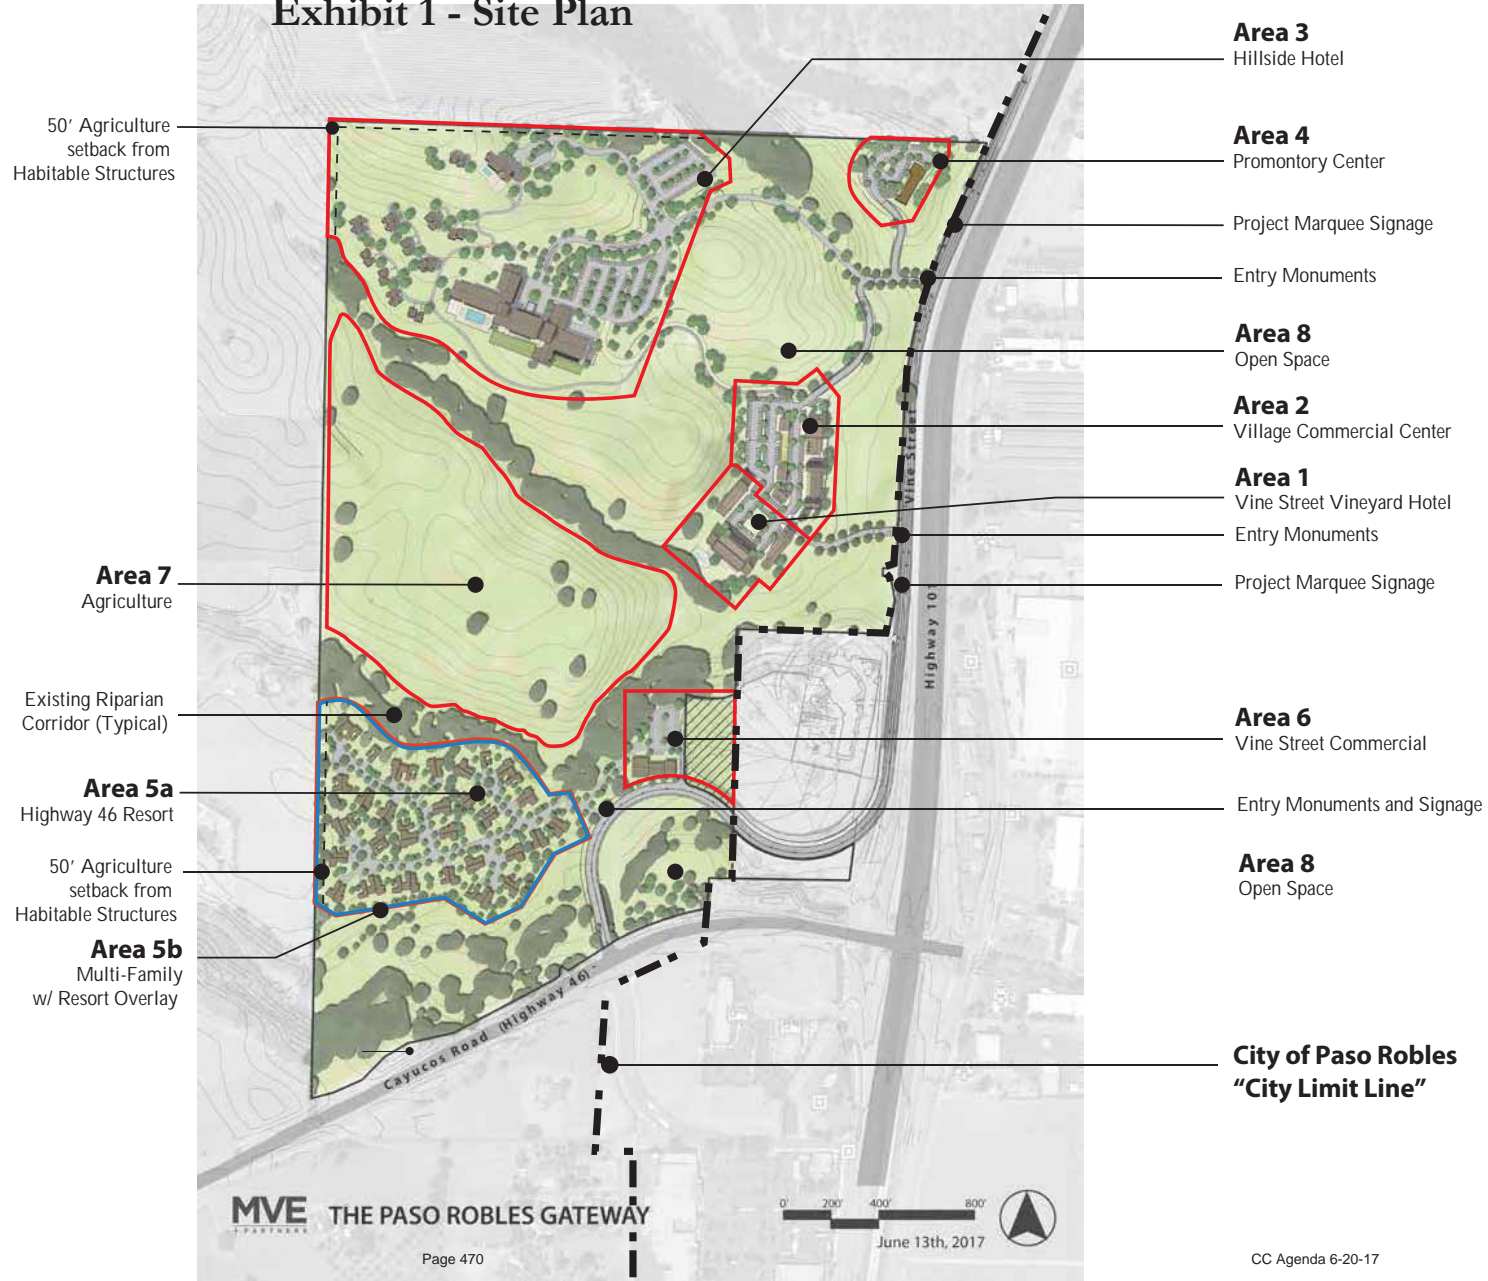 Exhibit 1 - Site Plan
Area 3
Hillside Hotel
50' Agriculture
setback from
Habitable Structures
Area 4
Promontory Center
Project Marquee Signage
Entry Monuments
Area 8
Open Space
Area 2
Village Commercial Center
Area 1
Vine Street Vineyard Hotel
Entry Monuments
Project Marquee Signage
Vine Street
Highway 101
Area 7
Agriculture
Existing Riparian
Corridor (Typical)
Area 6
Vine Street Commercial
Area 5a
Highway 46 Resort
Entry Monuments and Signage
50' Agriculture
setback from
Habitable Structures
Area 8
Open Space
Area 5b
Multi-Family
w/ Resort Overlay
Cayucos Road (Highway 46)
City of Paso Robles
“City Limit Line”
MVE
+ PARTNERS
THE PASO ROBLES GATEWAY
0' 200' 400' 800'
June 13th, 2017
Page 470
CC Agenda 6-20-17